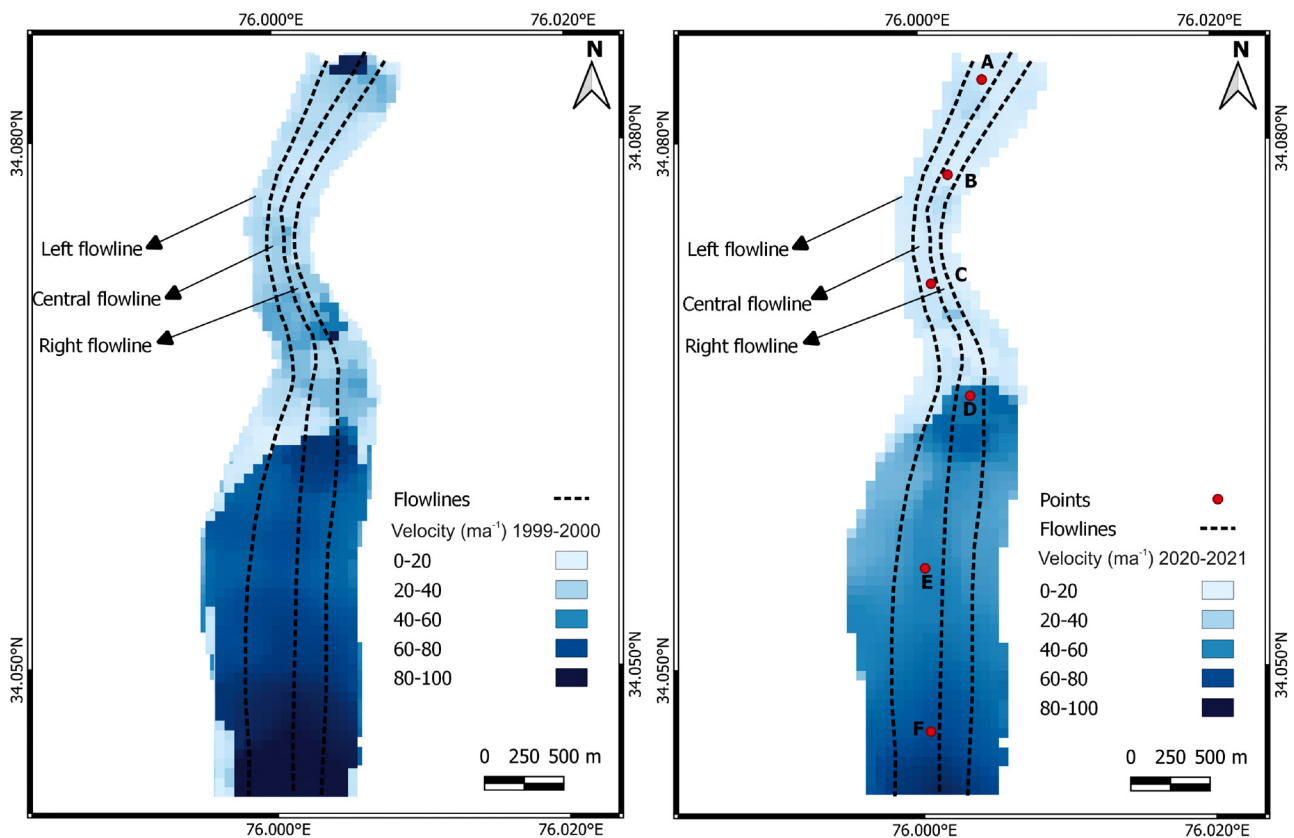 76.000°E
76.020°E
N
34.080°N
34.080°N
Left flowline
Central flowline
Right flowline
Flowlines
Velocity (ma⁻¹) 1999-2000
0-20
20-40
40-60
60-80
80-100
34.050°N
34.050°N
0 250 500 m
76.000°E
76.020°E
76.000°E
76.020°E
N
A
34.080°N
B
Left flowline
C
Central flowline
Right flowline
D
Points
Flowlines
Velocity (ma⁻¹) 2020-2021
E
0-20
20-40
40-60
60-80
80-100
34.050°N
F
0 250 500 m
76.000°E
76.020°E